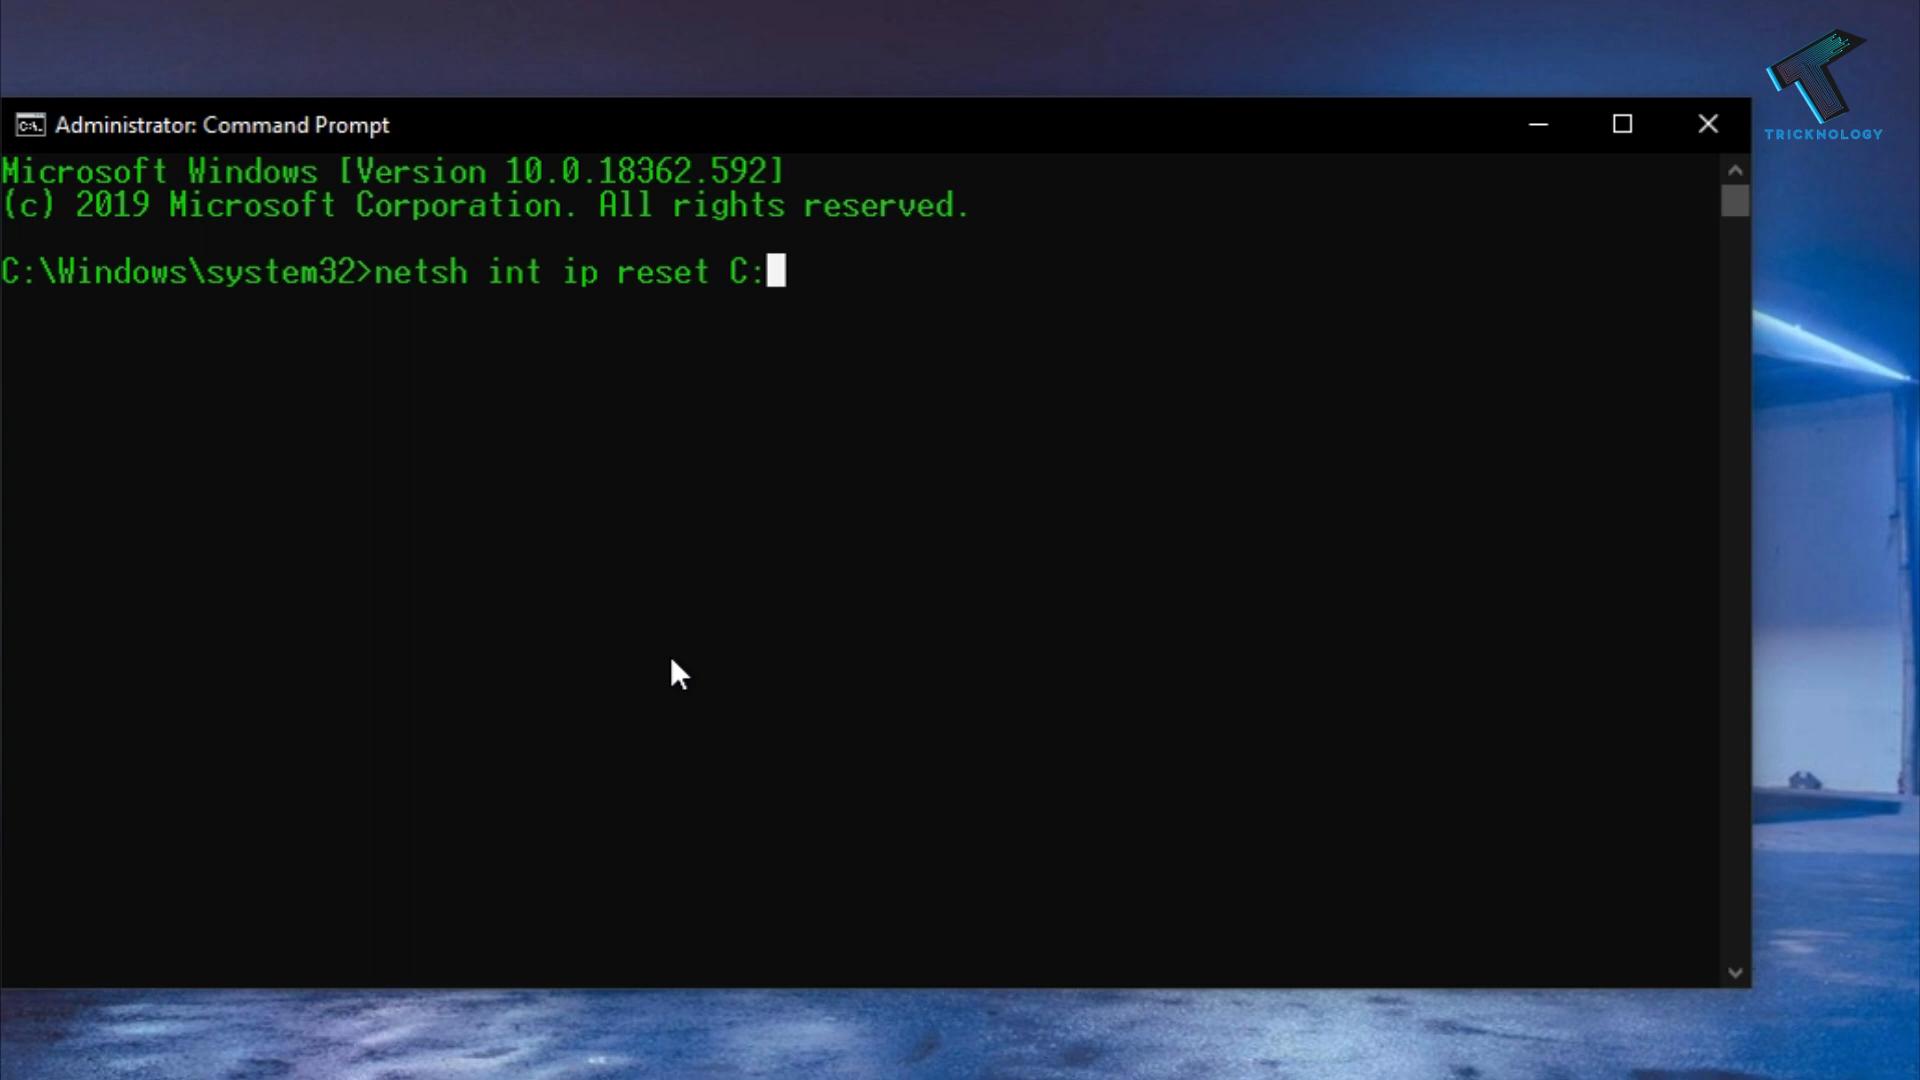 TRICKNOLOGY
Administrator: Command Prompt
Microsoft Windows [Version 10.0.18362.592]
(c) 2019 Microsoft Corporation. All rights reserved.
C:\Windows\system32>netsh int ip reset C: